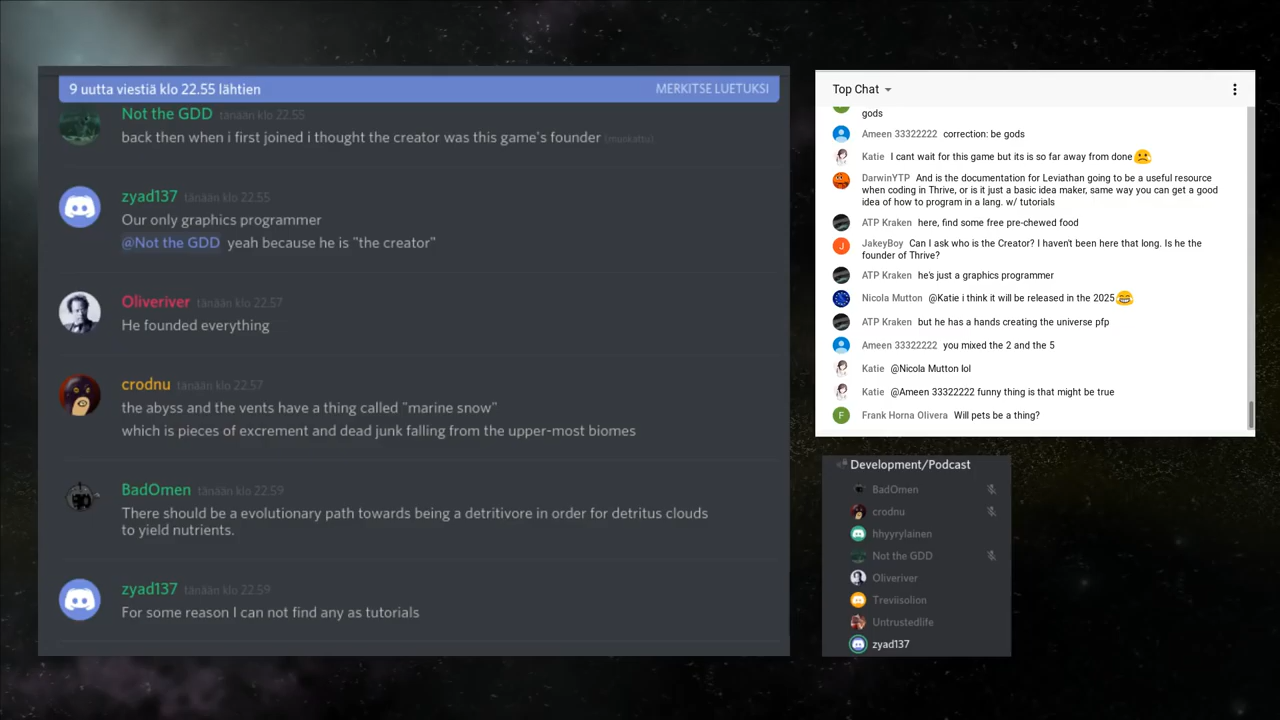 9 uutta viestiä klo 22.55 lähtien MERKITSE LUETUKSI
Not the GDD tänään klo 22.55
back then when i first joined i thought the creator was this game's founder (muokattu)
zyad137 tänään klo 22.55
Our only graphics programmer
@Not the GDD yeah because he is "the creator"
Oliveriver tänään klo 22.57
He founded everything
crodnu tänään klo 22.57
the abyss and the vents have a thing called "marine snow"
which is pieces of excrement and dead junk falling from the upper-most biomes
BadOmen tänään klo 22.59
There should be a evolutionary path towards being a detritivore in order for detritus clouds
to yield nutrients.
zyad137 tänään klo 22.59
For some reason I can not find any as tutorials
Top Chat
gods
Ameen 33322222 correction: be gods
Katie I cant wait for this game but its is so far away from done
DarwinYTP And is the documentation for Leviathan going to be a useful resource
when coding in Thrive, or is it just a basic idea maker, same way you can get a good
idea of how to program in a lang. w/ tutorials
ATP Kraken here, find some free pre-chewed food
J JakeyBoy Can I ask who is the Creator? I haven't been here that long. Is he the
founder of Thrive?
ATP Kraken he's just a graphics programmer
Nicola Mutton @Katie i think it will be released in the 2025
ATP Kraken but he has a hands creating the universe pfp
Ameen 33322222 you mixed the 2 and the 5
Katie @Nicola Mutton lol
Katie @Ameen 33322222 funny thing is that might be true
F Frank Horna Olivera Will pets be a thing?
Development/Podcast
BadOmen
crodnu
hhyyrylainen
Not the GDD
Oliveriver
Treviisolion
Untrustedlife
zyad137